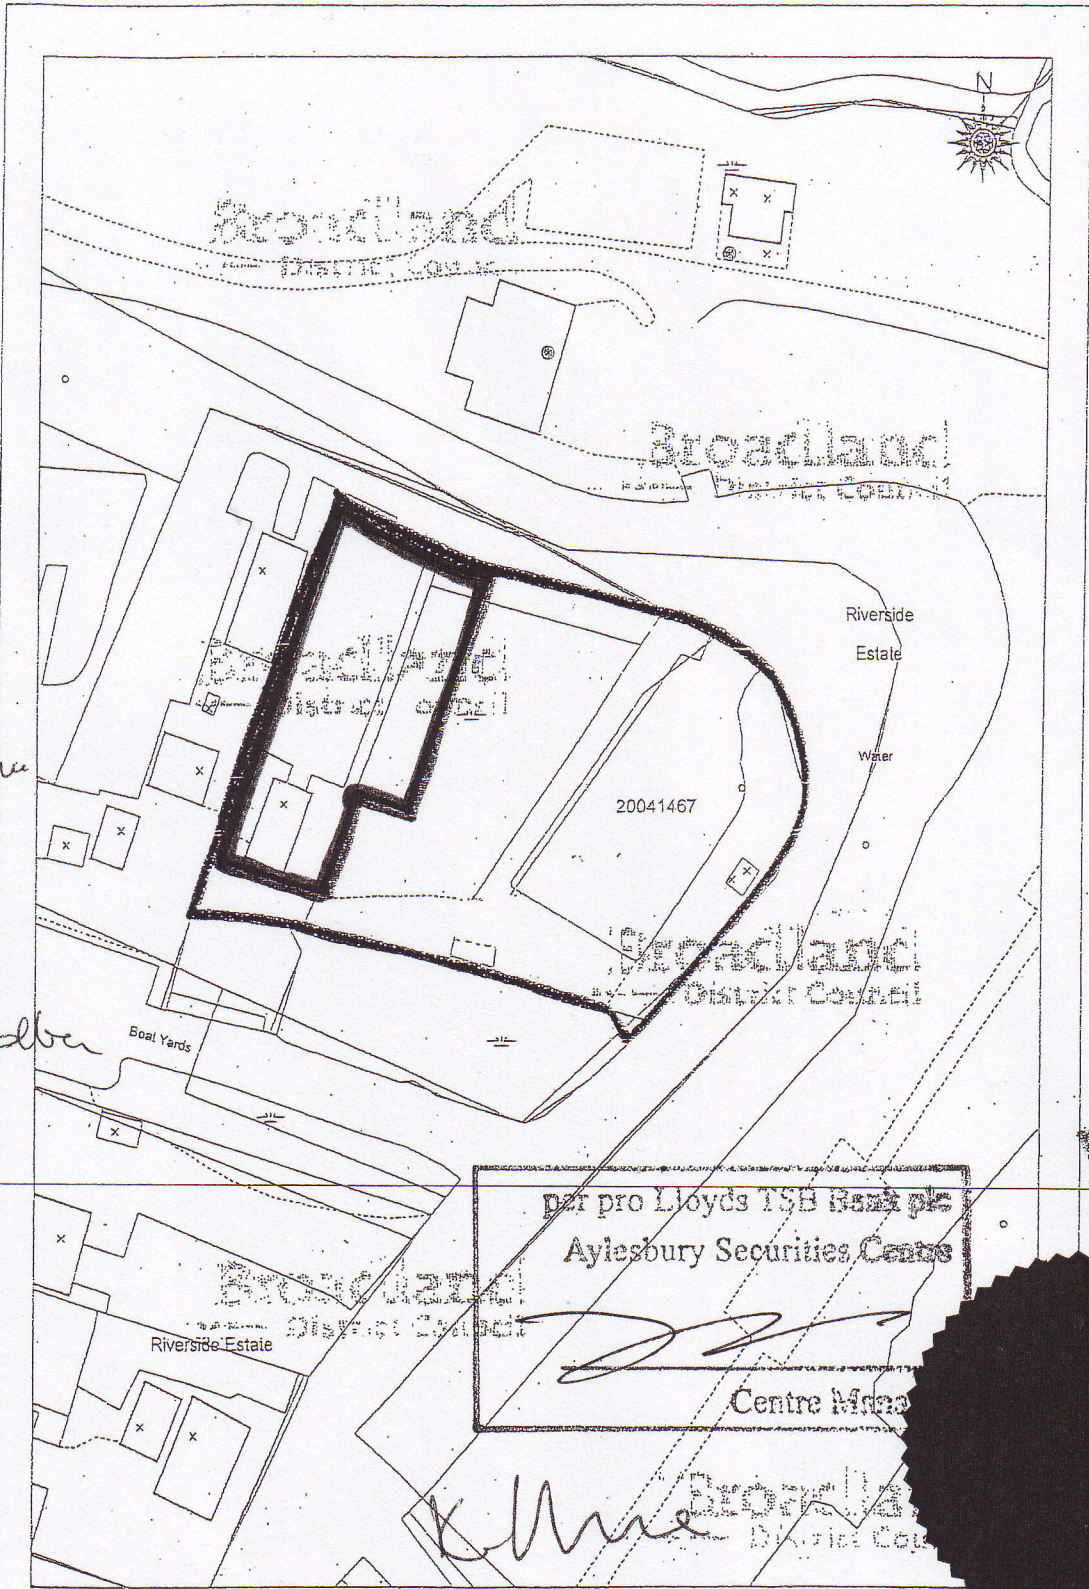 N
Broadland
District Council
Broadland
District Council
Riverside
Estate
Broadland
District Council
Water
20041467
Broadland
District Council
Boat Yards
per pro Lloyds TSB Bank plc
Aylesbury Securities Centre
Broadland
District Council
Riverside Estate
Centre
Broadla
District Cou